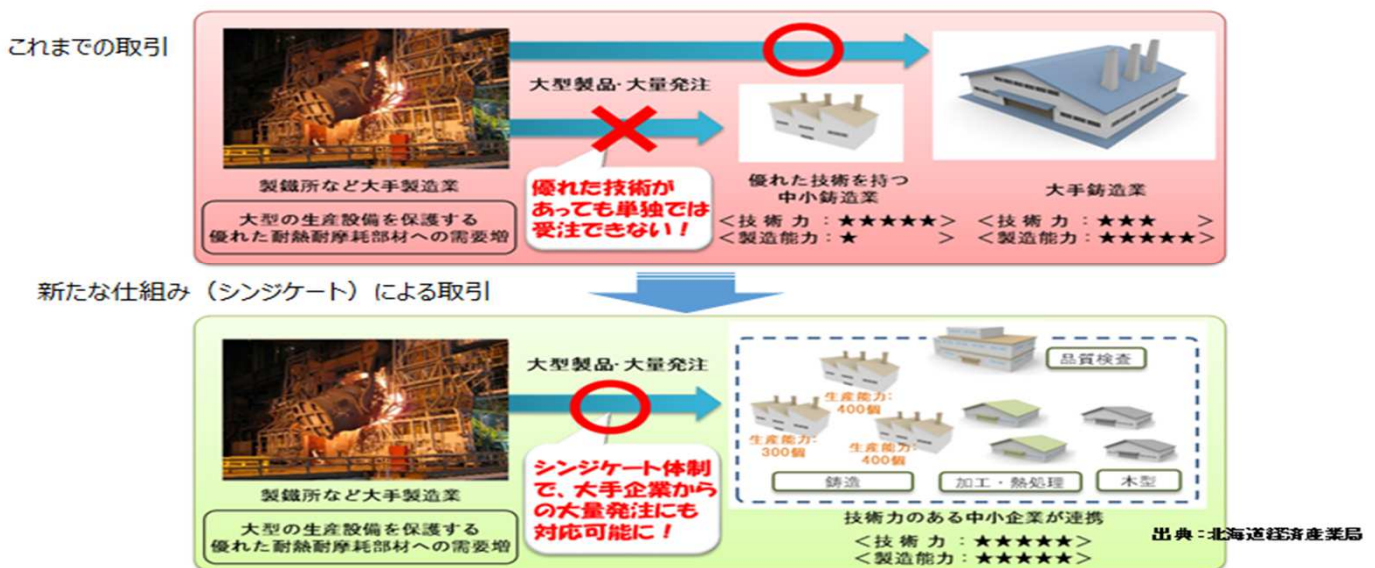 これまでの取引
大型製品・大量発注
製鐵所など大手製造業
大型の生産設備を保護する
優れた耐熱耐摩耗部材への需要増
優れた技術が
あっても単独では
受注できない！
優れた技術を持つ
中小鋳造業
＜技 術 力：★★★★★＞
＜製造能力：★　　　　＞
大手鋳造業
＜技 術 力：★★★　　＞
＜製造能力：★★★★★＞
新たな仕組み（シンジケート）による取引
大型製品・大量発注
製鐵所など大手製造業
大型の生産設備を保護する
優れた耐熱耐摩耗部材への需要増
シンジケート体制
で、大手企業から
の大量発注にも
対応可能に！
品質検査
生産能力：
400個
生産能力：
300個
生産能力：
400個
鋳造
加工・熱処理
木型
技術力のある中小企業が連携
＜技 術 力：★★★★★＞
＜製造能力：★★★★★＞
出典：北海道経済産業局